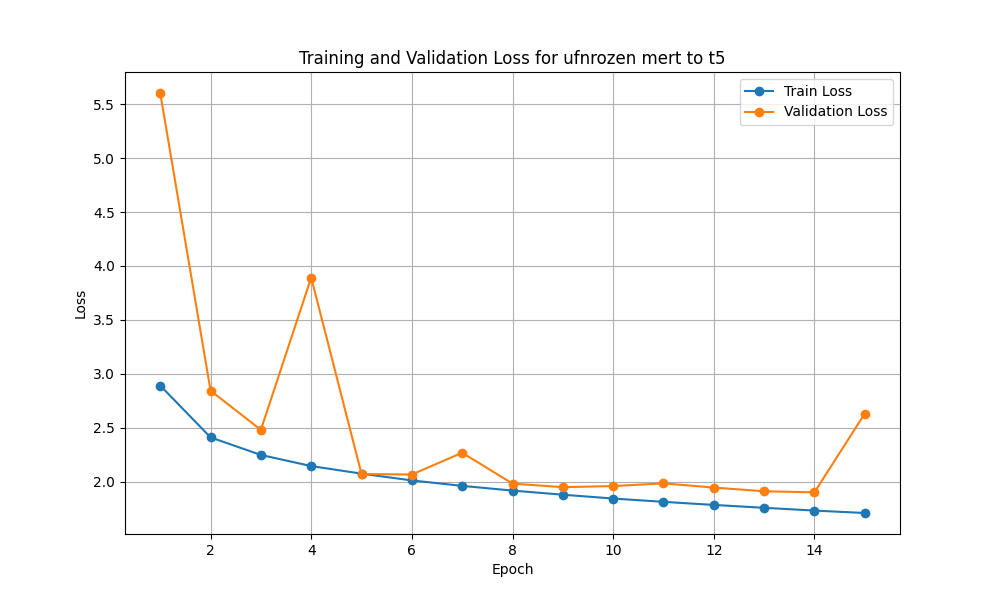 Training and Validation Loss for ufnrozen mert to t5
Train Loss
Validation Loss
5.5
5.0
4.5
4.0
3.5
3.0
2.5
2.0
Loss
2 4 6 8 10 12 14
Epoch